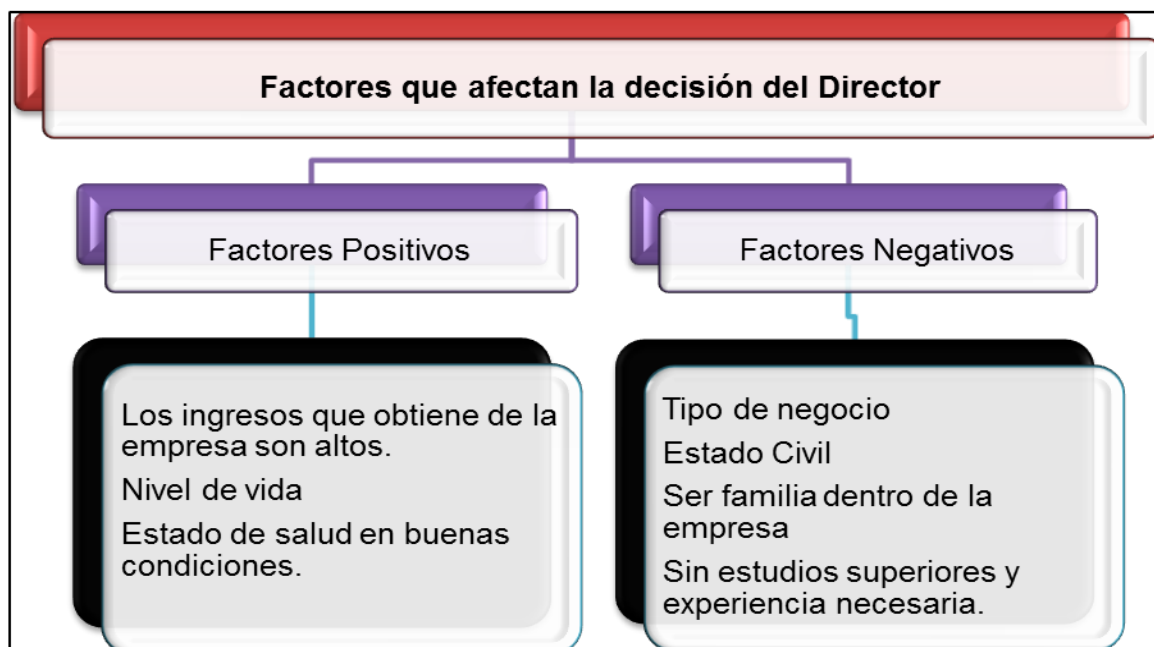 Factores que afectan la decisión del Director
Factores Positivos
Factores Negativos
Los ingresos que obtiene de la
empresa son altos.
Nivel de vida
Estado de salud en buenas
condiciones.
Tipo de negocio
Estado Civil
Ser familia dentro de la
empresa
Sin estudios superiores y
experiencia necesaria.